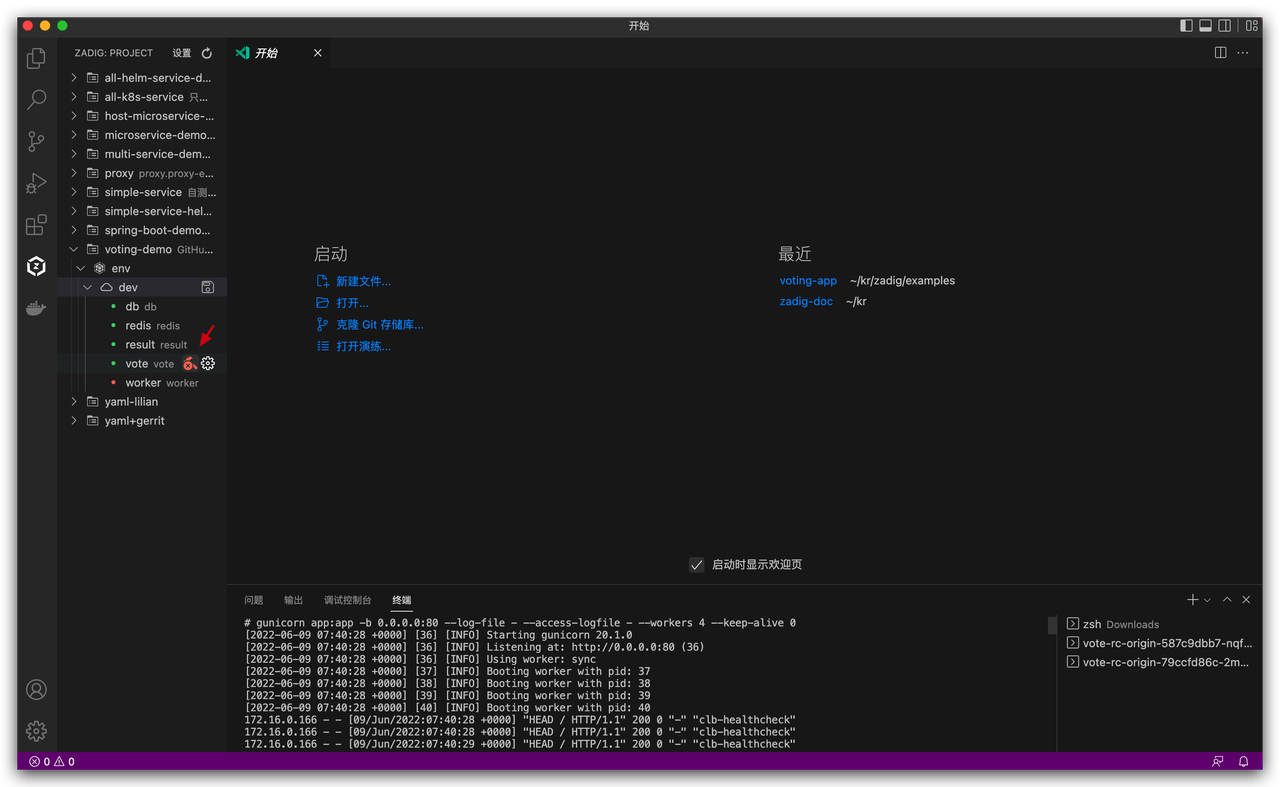 开始
ZADIG: PROJECT 设置
all-helm-service-d...
all-k8s-service 只...
host-microservice-...
microservice-demo...
multi-service-dem...
proxy proxy.proxy-e...
simple-service 自测...
simple-service-hel...
spring-boot-demo...
voting-demo GitHu...
env
dev
db db
redis redis
result result
vote vote
worker worker
yaml-lilian
yaml+gerrit
开始
启动
新建文件...
打开...
克隆 Git 存储库...
打开演练...
最近
voting-app ~/kr/zadig/examples
zadig-doc ~/kr
启动时显示欢迎页
问题 输出 调试控制台 终端
# gunicorn app:app -b 0.0.0.0:80 --log-file - --access-logfile - --workers 4 --keep-alive 0
[2022-06-09 07:40:28 +0000] [36] [INFO] Starting gunicorn 20.1.0
[2022-06-09 07:40:28 +0000] [36] [INFO] Listening at: http://0.0.0.0:80 (36)
[2022-06-09 07:40:28 +0000] [36] [INFO] Using worker: sync
[2022-06-09 07:40:28 +0000] [37] [INFO] Booting worker with pid: 37
[2022-06-09 07:40:28 +0000] [38] [INFO] Booting worker with pid: 38
[2022-06-09 07:40:28 +0000] [39] [INFO] Booting worker with pid: 39
[2022-06-09 07:40:28 +0000] [40] [INFO] Booting worker with pid: 40
172.16.0.166 - - [09/Jun/2022:07:40:28 +0000] "HEAD / HTTP/1.1" 200 0 "-" "clb-healthcheck"
172.16.0.166 - - [09/Jun/2022:07:40:28 +0000] "HEAD / HTTP/1.1" 200 0 "-" "clb-healthcheck"
172.16.0.166 - - [09/Jun/2022:07:40:29 +0000] "HEAD / HTTP/1.1" 200 0 "-" "clb-healthcheck"
zsh Downloads
vote-rc-origin-587c9dbb7-nqf...
vote-rc-origin-79ccfd86c-2m...
0 0